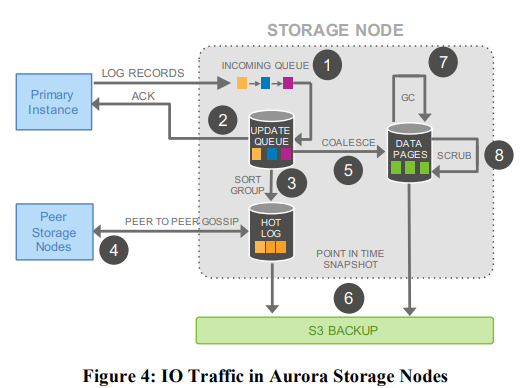 STORAGE NODE
LOG RECORDS
INCOMING QUEUE
1
7
Primary
Instance
ACK
2
UPDATE
QUEUE
GC
DATA
PAGES
COALESCE
5
SCRUB
8
SORT
GROUP
3
Peer
Storage
Nodes
PEER TO PEER GOSSIP
4
HOT
LOG
POINT IN TIME
SNAPSHOT
6
S3 BACKUP
Figure 4: IO Traffic in Aurora Storage Nodes